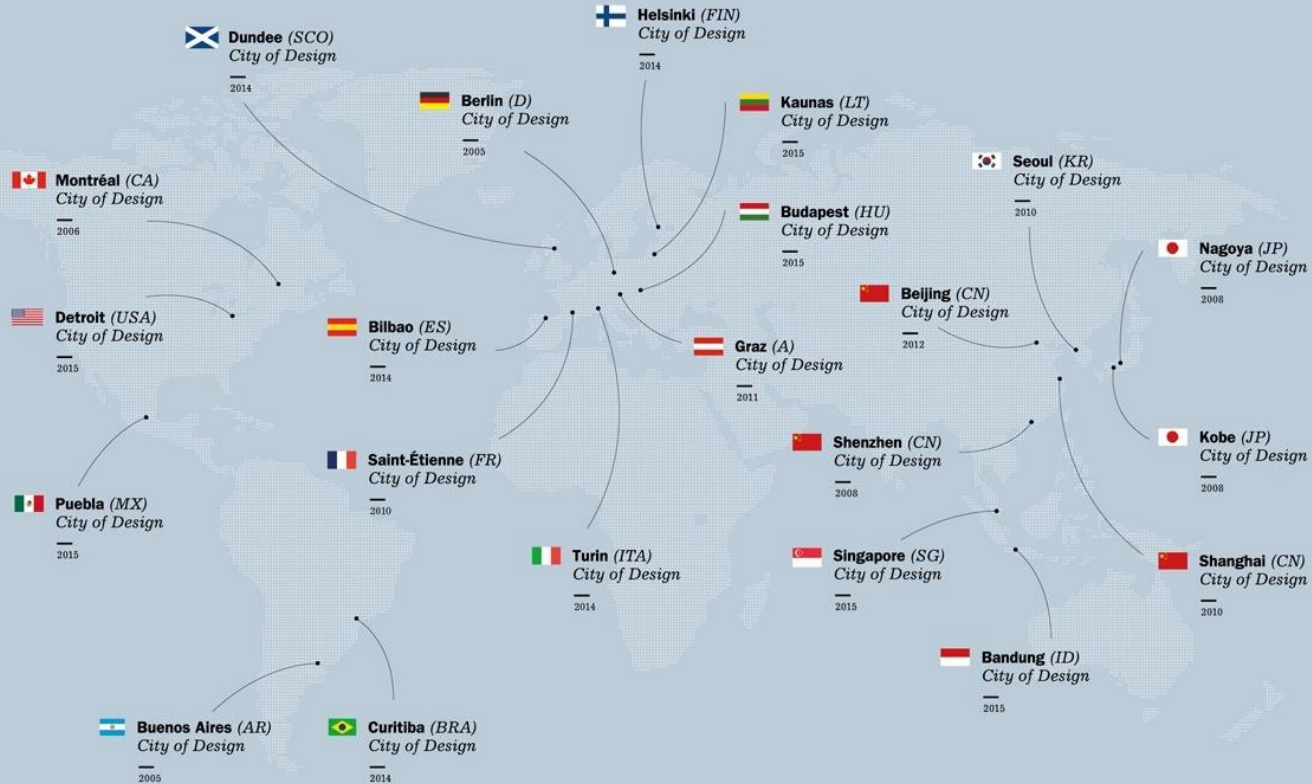 Helsinki (FIN)
City of Design
2014
Dundee (SCO)
City of Design
2014
Berlin (D)
City of Design
2005
Kaunas (LT)
City of Design
2015
Seoul (KR)
City of Design
2010
Montréal (CA)
City of Design
2006
Budapest (HU)
City of Design
2015
Nagoya (JP)
City of Design
2008
Beijing (CN)
City of Design
2012
Detroit (USA)
City of Design
2015
Bilbao (ES)
City of Design
2014
Graz (A)
City of Design
2011
Shenzhen (CN)
City of Design
2008
Kobe (JP)
City of Design
2008
Saint-Étienne (FR)
City of Design
2010
Puebla (MX)
City of Design
2015
Turin (ITA)
City of Design
2014
Singapore (SG)
City of Design
2015
Shanghai (CN)
City of Design
2010
Bandung (ID)
City of Design
2015
Buenos Aires (AR)
City of Design
2005
Curitiba (BRA)
City of Design
2014